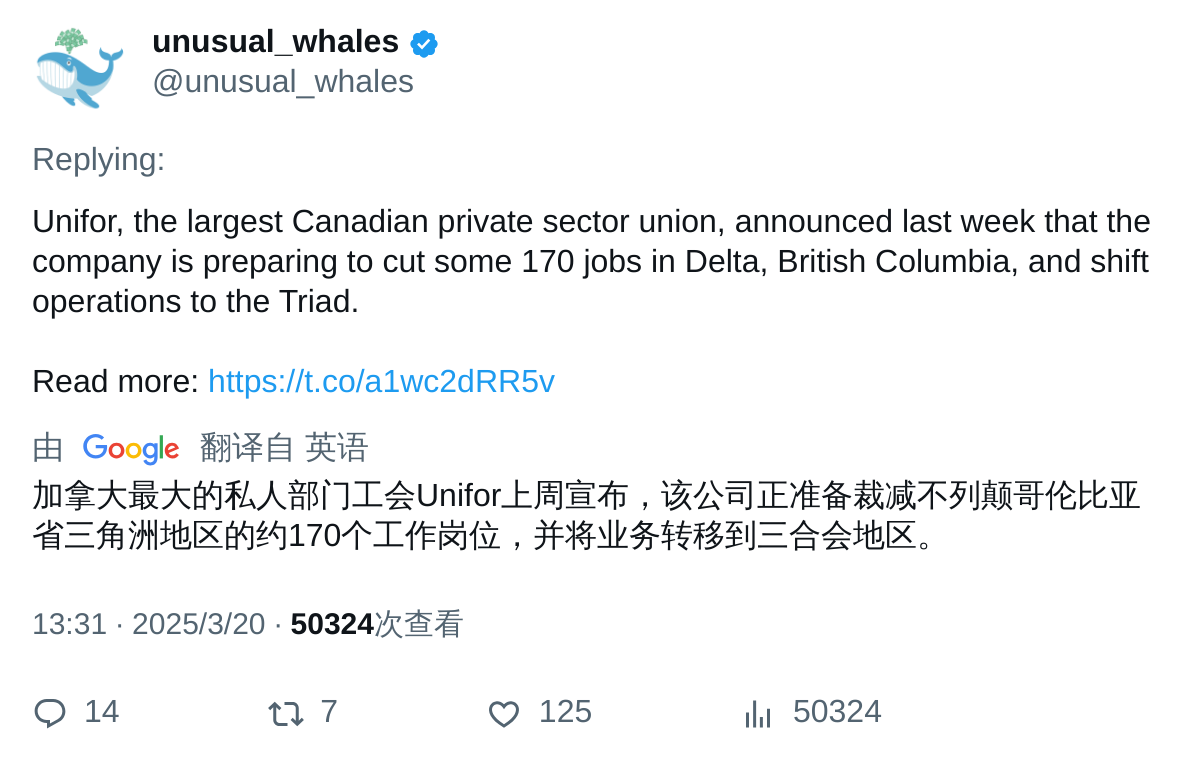 unusual_whales
@unusual_whales
Replying:
Unifor, the largest Canadian private sector union, announced last week that the
company is preparing to cut some 170 jobs in Delta, British Columbia, and shift
operations to the Triad.
Read more: https://t.co/a1wc2dRR5v
由 Google 翻译自 英语
加拿大最大的私人部门工会Unifor上周宣布，该公司正准备裁减不列颠哥伦比亚
省三角洲地区的约170个工作岗位，并将业务转移到三合会地区。
13:31 · 2025/3/20 · 50324次查看
14 7 125 50324